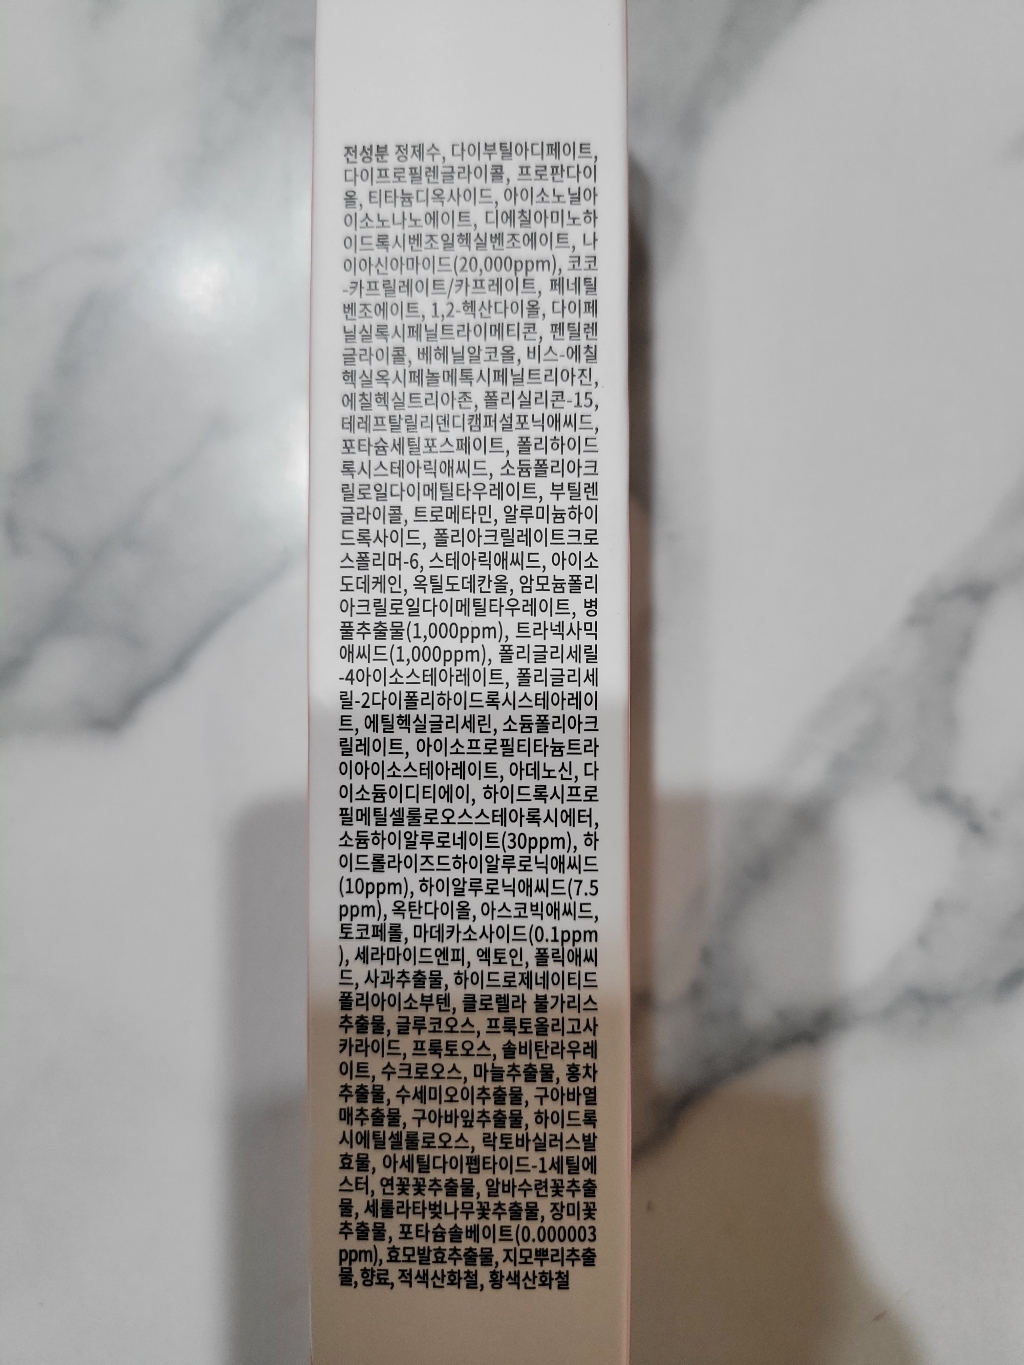 전성분 정제수, 다이부틸아디페이트,
다이프로필렌글라이콜, 프로판다이
올, 티타늄디옥사이드, 아이소노닐아
이소노나노에이트, 디에칠아미노하
이드록시벤조일헥실벤조에이트, 나
이아신아마이드(20,000ppm), 코코
-카프릴레이트/카프레이트, 페네틸
벤조에이트, 1,2-헥산다이올, 다이페
닐실록시페닐트라이메티콘, 펜틸렌
글라이콜, 베헤닐알코올, 비스-에칠
헥실옥시페놀메톡시페닐트리아진,
에칠헥실트리아존, 폴리실리콘-15,
테레프탈릴리덴디캠퍼설포닉애씨드,
포타슘세틸포스페이트, 폴리하이드
록시스테아릭애씨드, 소듐폴리아크
릴로일다이메틸타우레이트, 부틸렌
글라이콜, 트로메타민, 알루미늄하이
드록사이드, 폴리아크릴레이트크로
스폴리머-6, 스테아릭애씨드, 아이소
도데케인, 옥틸도데칸올, 암모늄폴리
아크릴로일다이메틸타우레이트, 병
풀추출물(1,000ppm), 트라넥사믹
애씨드(1,000ppm), 폴리글리세릴
-4아이소스테아레이트, 폴리글리세
릴-2다이폴리하이드록시스테아레이
트, 에틸헥실글리세린, 소듐폴리아크
릴레이트, 아이소프로필티타늄트라
이아이소스테아레이트, 아데노신, 다
이소듐이디티에이, 하이드록시프로
필메틸셀룰로오스스테아록시에터,
소듐하이알루로네이트(30ppm), 하
이드롤라이즈드하이알루로닉애씨드
(10ppm), 하이알루로닉애씨드(7.5
ppm), 옥탄다이올, 아스코빅애씨드,
토코페롤, 마데카소사이드(0.1ppm
), 세라마이드엔피, 엑토인, 폴릭애씨
드, 사과추출물, 하이드로제네이티드
폴리아이소부텐, 클로렐라 불가리스
추출물, 글루코오스, 프룩토올리고사
카라이드, 프룩토오스, 솔비탄라우레
이트, 수크로오스, 마늘추출물, 홍차
추출물, 수세미오이추출물, 구아바열
매추출물, 구아바잎추출물, 하이드록
시에틸셀룰로오스, 락토바실러스발
효물, 아세틸다이펩타이드-1세틸에
스터, 연꽃꽃추출물, 알바수련꽃추출
물, 세룰라타벚나무꽃추출물, 장미꽃
추출물, 포타슘솔베이트(0.000003
ppm), 효모발효추출물, 지모뿌리추출
물, 향료, 적색산화철, 황색산화철